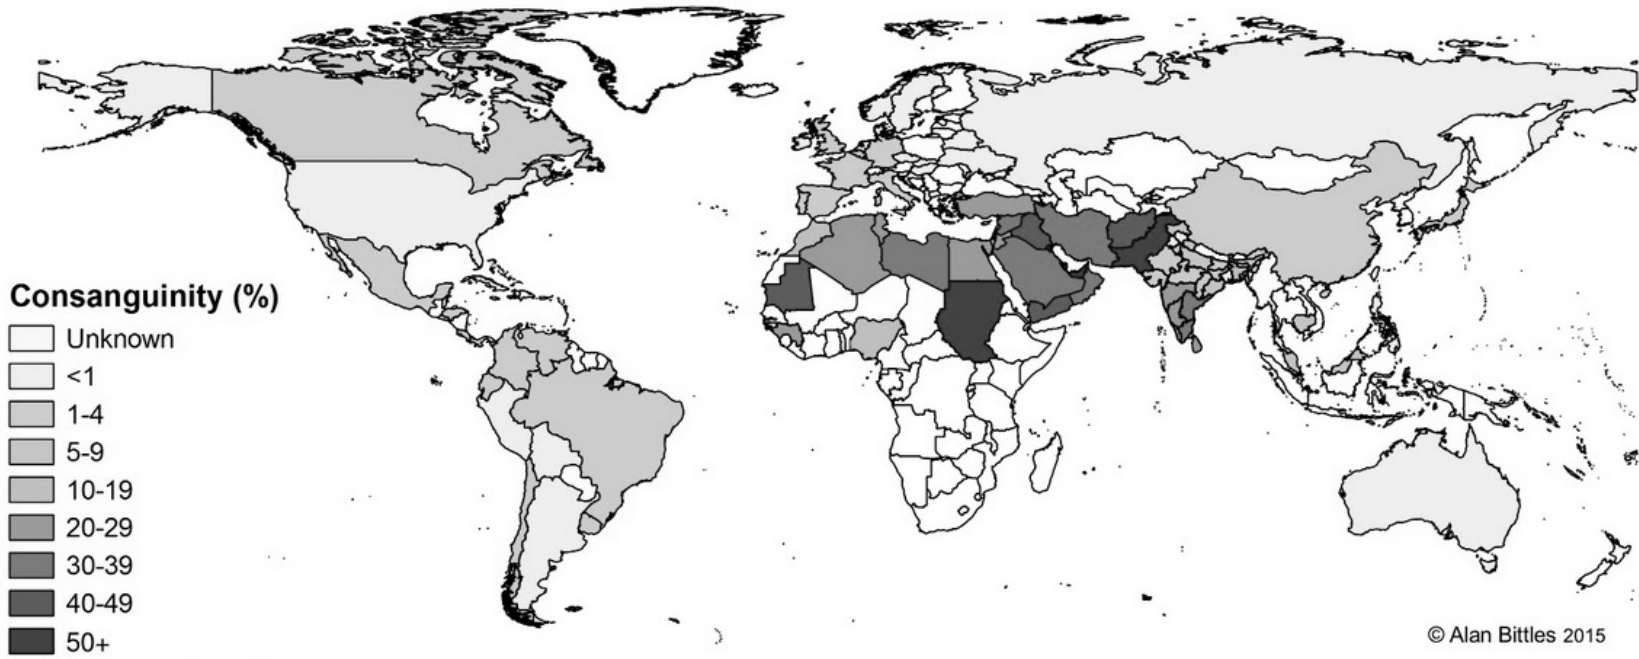 Consanguinity (%)
Unknown
<1
1-4
5-9
10-19
20-29
30-39
40-49
50+
© Alan Bittles 2015